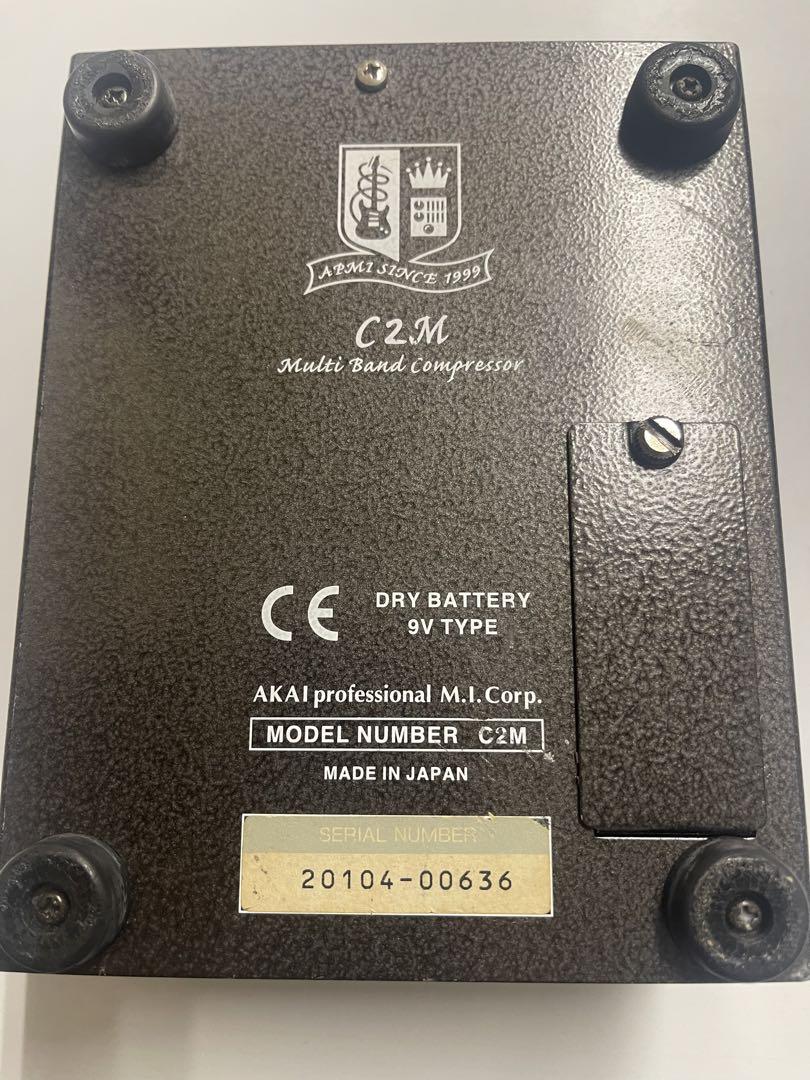 APMI SINCE 1999
C2M
Multi Band Compressor
CE
DRY BATTERY
9V TYPE
AKAI professional M.I. Corp.
MODEL NUMBER C2M
MADE IN JAPAN
SERIAL NUMBER
20104-00636